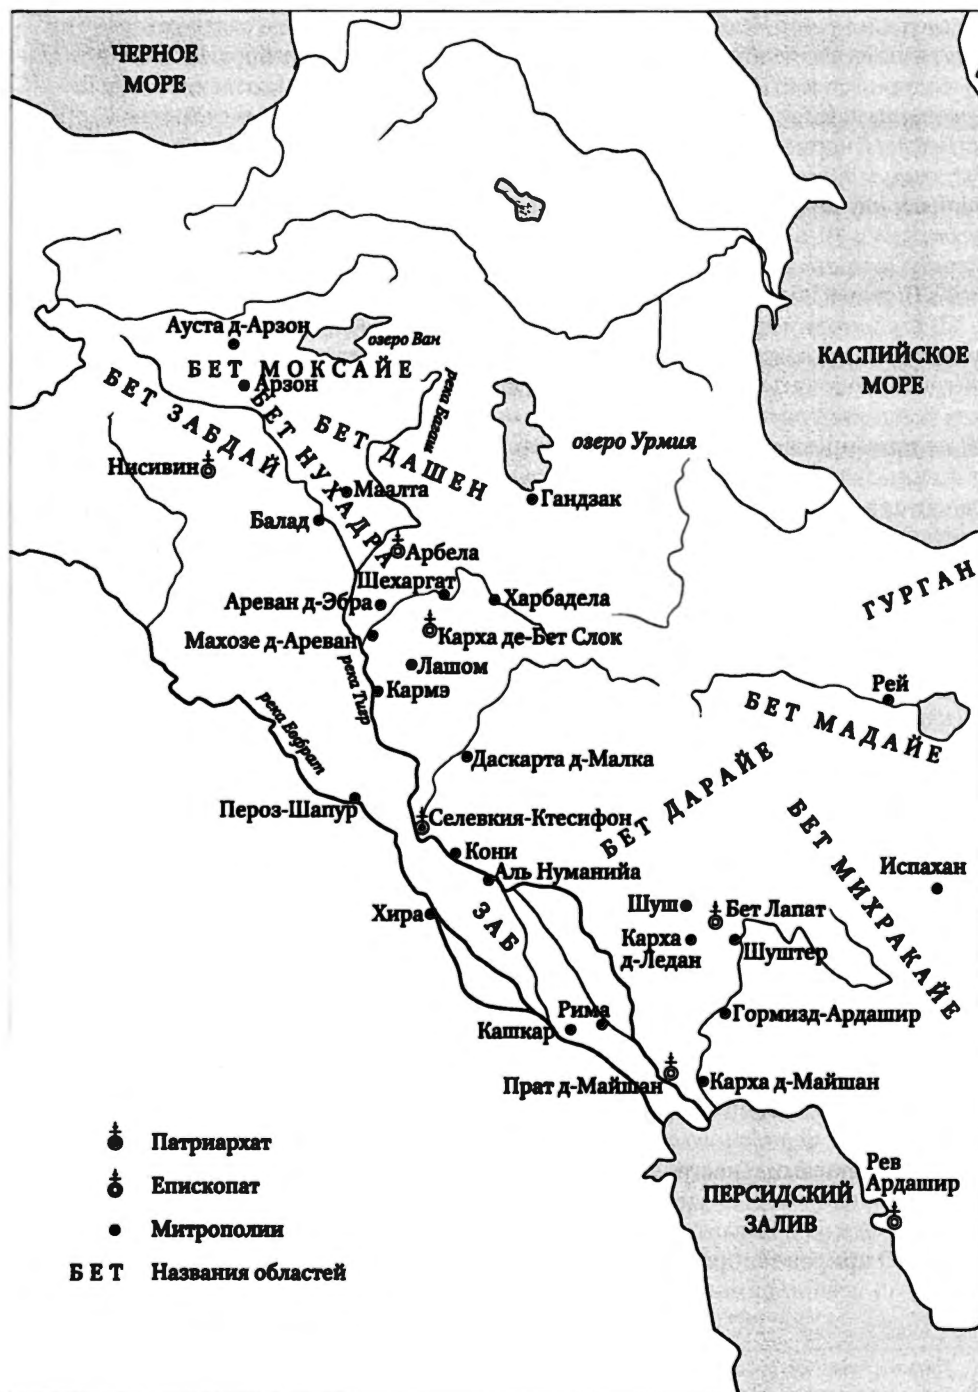 ЧЕРНОЕ
МОРЕ
КАСПИЙСКОЕ
МОРЕ
Ауста д-Арзон
озеро Ван
БЕТ МОКСАЙЕ
Арзон
БЕТ ЗАБДАЙ
БЕТ НУХАДРА
БЕТ ДАШЕН
река Багаш
озеро Урмия
Нисивин
Маалта
Гандзак
Балад
Арбела
Шехаргат
Ареван д-Эбра
Харбадела
ГУРГАН
Махозе д-Ареван
Карха де-Бет Слок
Лашом
река Тигр
Кармэ
Рей
река Евфрат
БЕТ МАДАЙЕ
Даскарта д-Малка
БЕТ ДАРАЙЕ
Пероз-Шапур
Селевкия-Ктесифон
БЕТ МИХРАКАЙЕ
Кони
Аль Нуманийа
Испахан
Хира
ЗАБ
Шуш
Бет Лапат
Карха
д-Ледан
Шуштер
Рима
Кашкар
Гормизд-Ардашир
Прат д-Майшан
Карха д-Майшан
ПЕРСИДСКИЙ
ЗАЛИВ
Рев
Ардашир
Патриархат
Епископат
Митрополии
БЕТ Названия областей